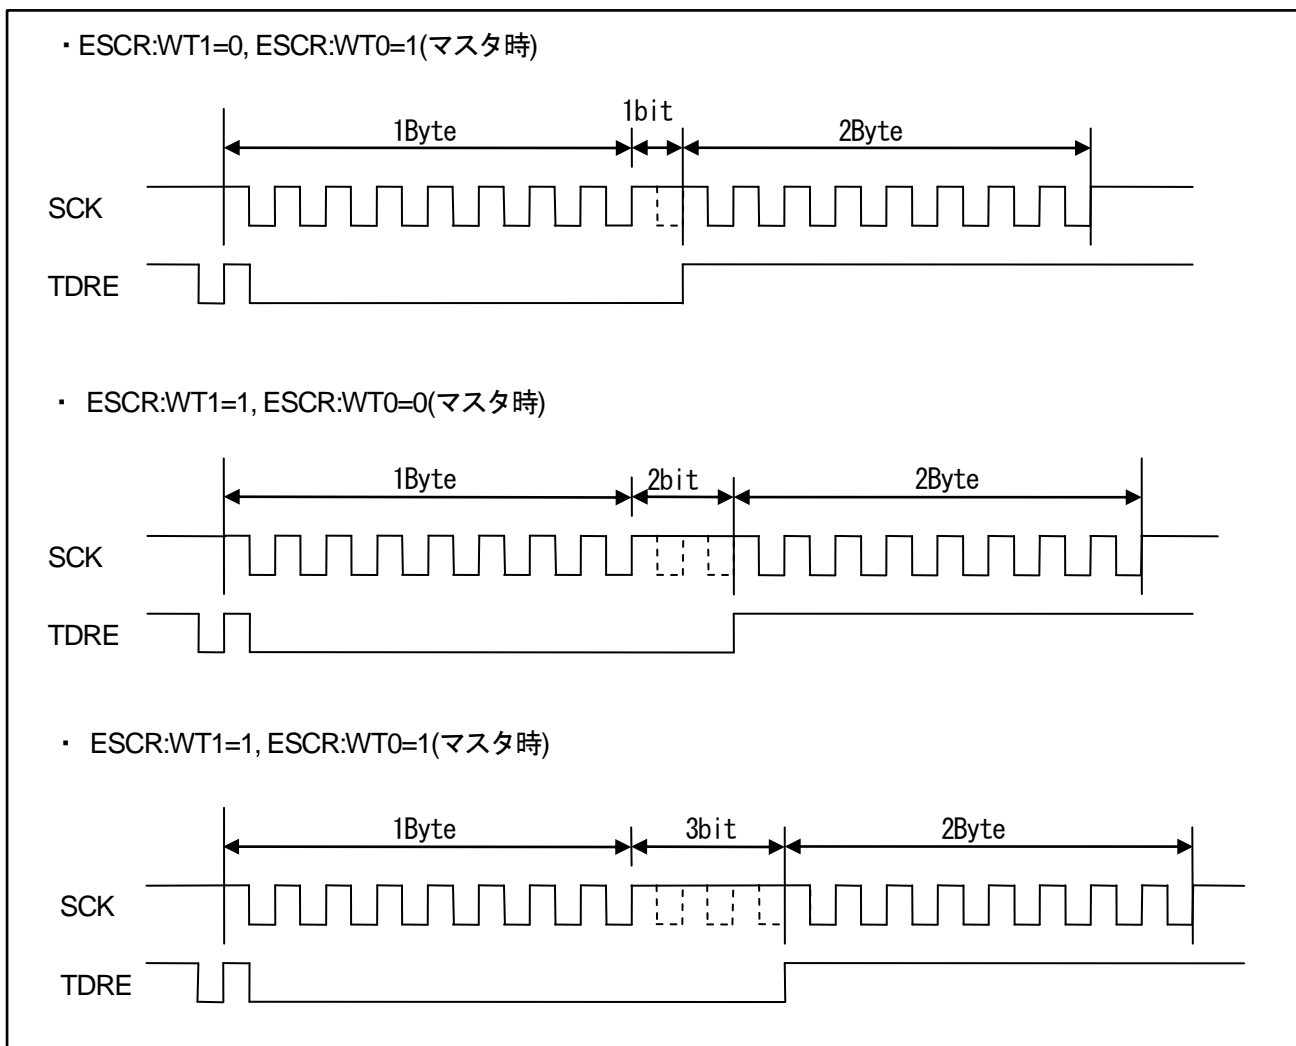 ・ESCR:WT1=0, ESCR:WT0=1(マスタ時)
1bit
1Byte
2Byte
SCK
TDRE
・ ESCR:WT1=1, ESCR:WT0=0(マスタ時)
1Byte
2bit
2Byte
SCK
TDRE
・ ESCR:WT1=1, ESCR:WT0=1(マスタ時)
1Byte
3bit
2Byte
SCK
TDRE